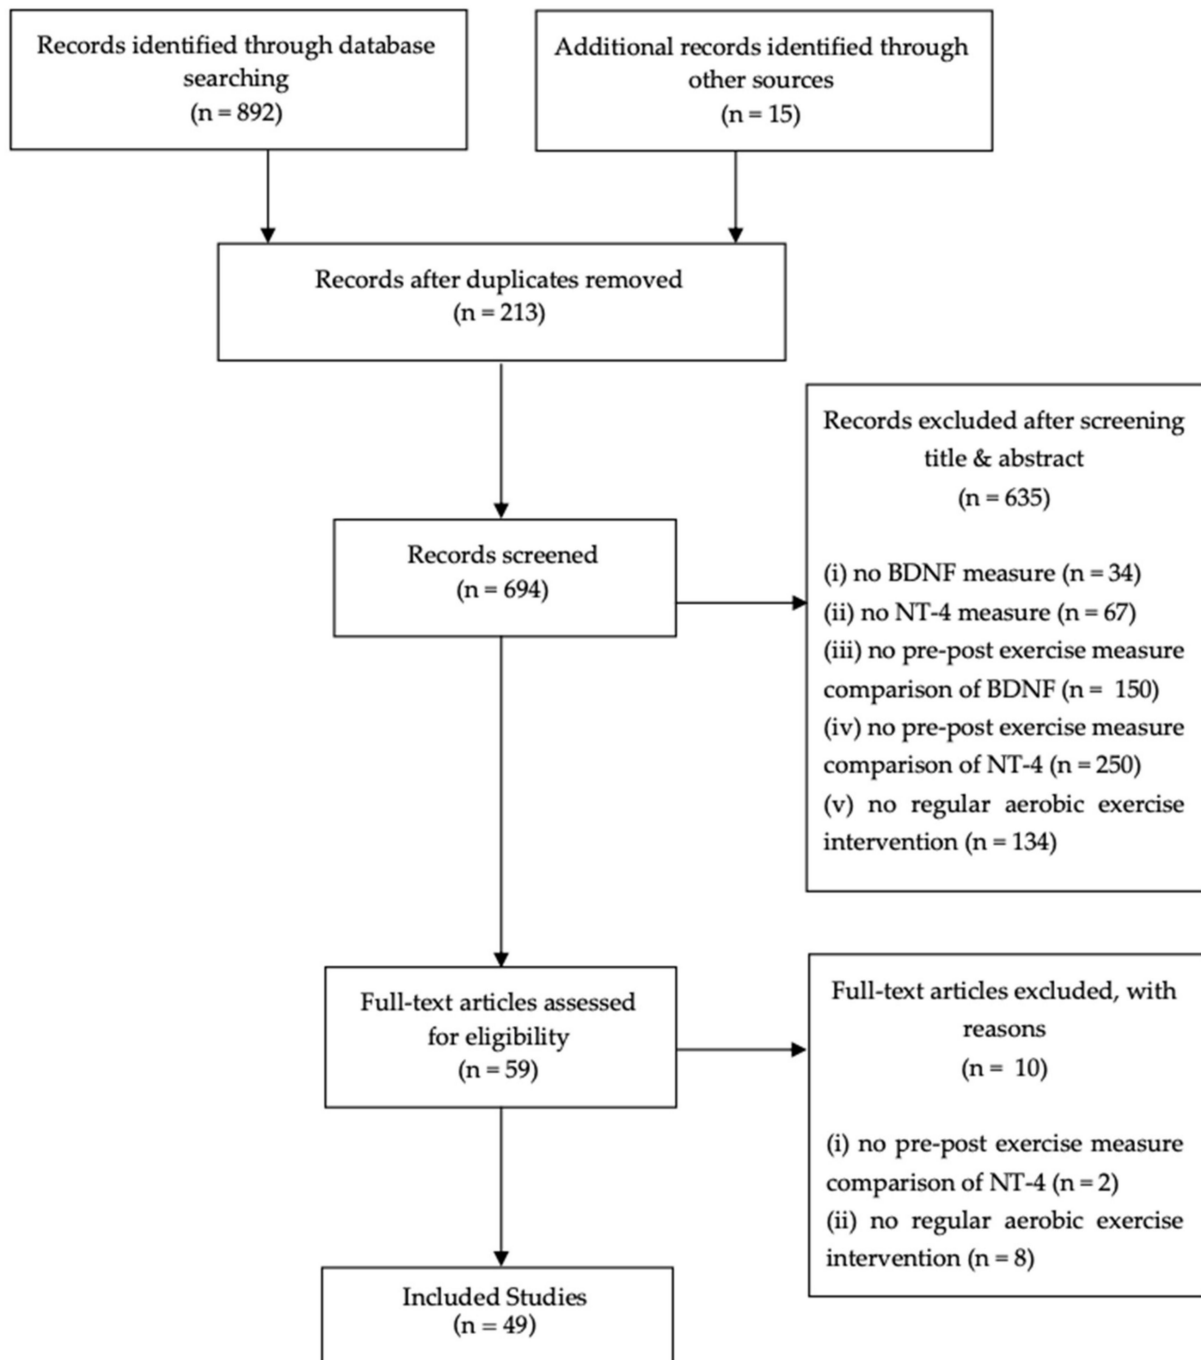 Records identified through database
searching
(n = 892)
Additional records identified through
other sources
(n = 15)
Records after duplicates removed
(n = 213)
Records screened
(n = 694)
Records excluded after screening
title & abstract
(n = 635)
(i) no BDNF measure (n = 34)
(ii) no NT-4 measure (n = 67)
(iii) no pre-post exercise measure
comparison of BDNF (n = 150)
(iv) no pre-post exercise measure
comparison of NT-4 (n = 250)
(v) no regular aerobic exercise
intervention (n = 134)
Full-text articles assessed
for eligibility
(n = 59)
Full-text articles excluded, with
reasons
(n = 10)
(i) no pre-post exercise measure
comparison of NT-4 (n = 2)
(ii) no regular aerobic exercise
intervention (n = 8)
Included Studies
(n = 49)